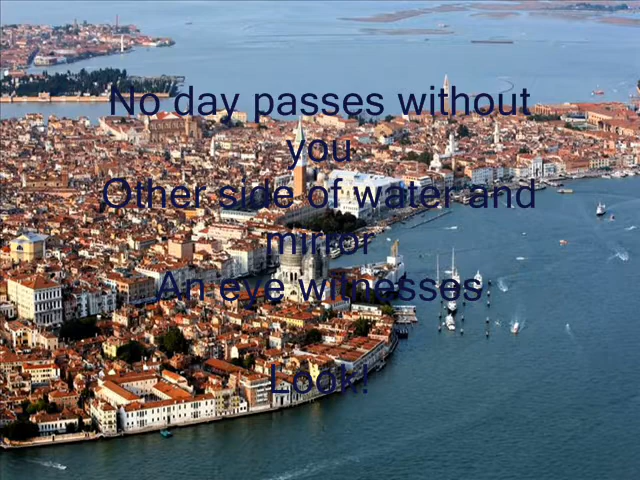 No day passes without
you
Other side of water and
mirror
An eye witnesses
Look!